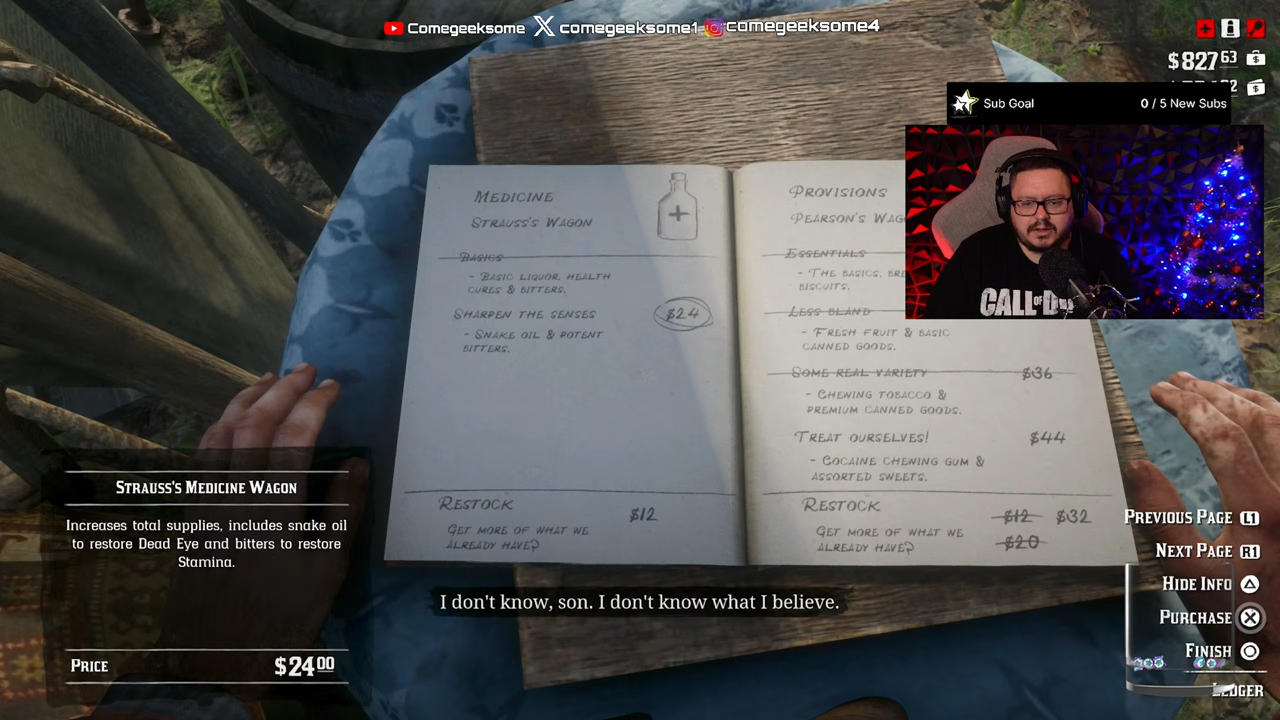 Comegeeksome comegeeksome1 comegeeksome4
$827 63
Sub Goal 0 / 5 New Subs
MEDICINE
STRAUSS'S WAGON
BASICS
- BASIC LIQUOR, HEALTH
CURES & BITTERS.
SHARPEN THE SENSES $24
- SNAKE OIL & POTENT
BITTERS.
RESTOCK $12
GET MORE OF WHAT WE
ALREADY HAVE?
PROVISIONS
PEARSON'S
ESSENTIALS
- THE BASICS,
BISCUITS.
LESS BLAND
- FRESH FRUIT & BASIC
CANNED GOODS.
SOME REAL VARIETY $36
- CHEWING TOBACCO &
PREMIUM CANNED GOODS.
TREAT OURSELVES! $44
- COCAINE CHEWING GUM &
ASSORTED SWEETS.
RESTOCK $12 $32
GET MORE OF WHAT WE $20
ALREADY HAVE?
CALL OF D
STRAUSS'S MEDICINE WAGON
Increases total supplies, includes snake oil
to restore Dead Eye and bitters to restore
Stamina.
PRICE $24 00
I don't know, son. I don't know what I believe.
PREVIOUS PAGE L1
NEXT PAGE R1
HIDE INFO
PURCHASE
FINISH
LEDGER